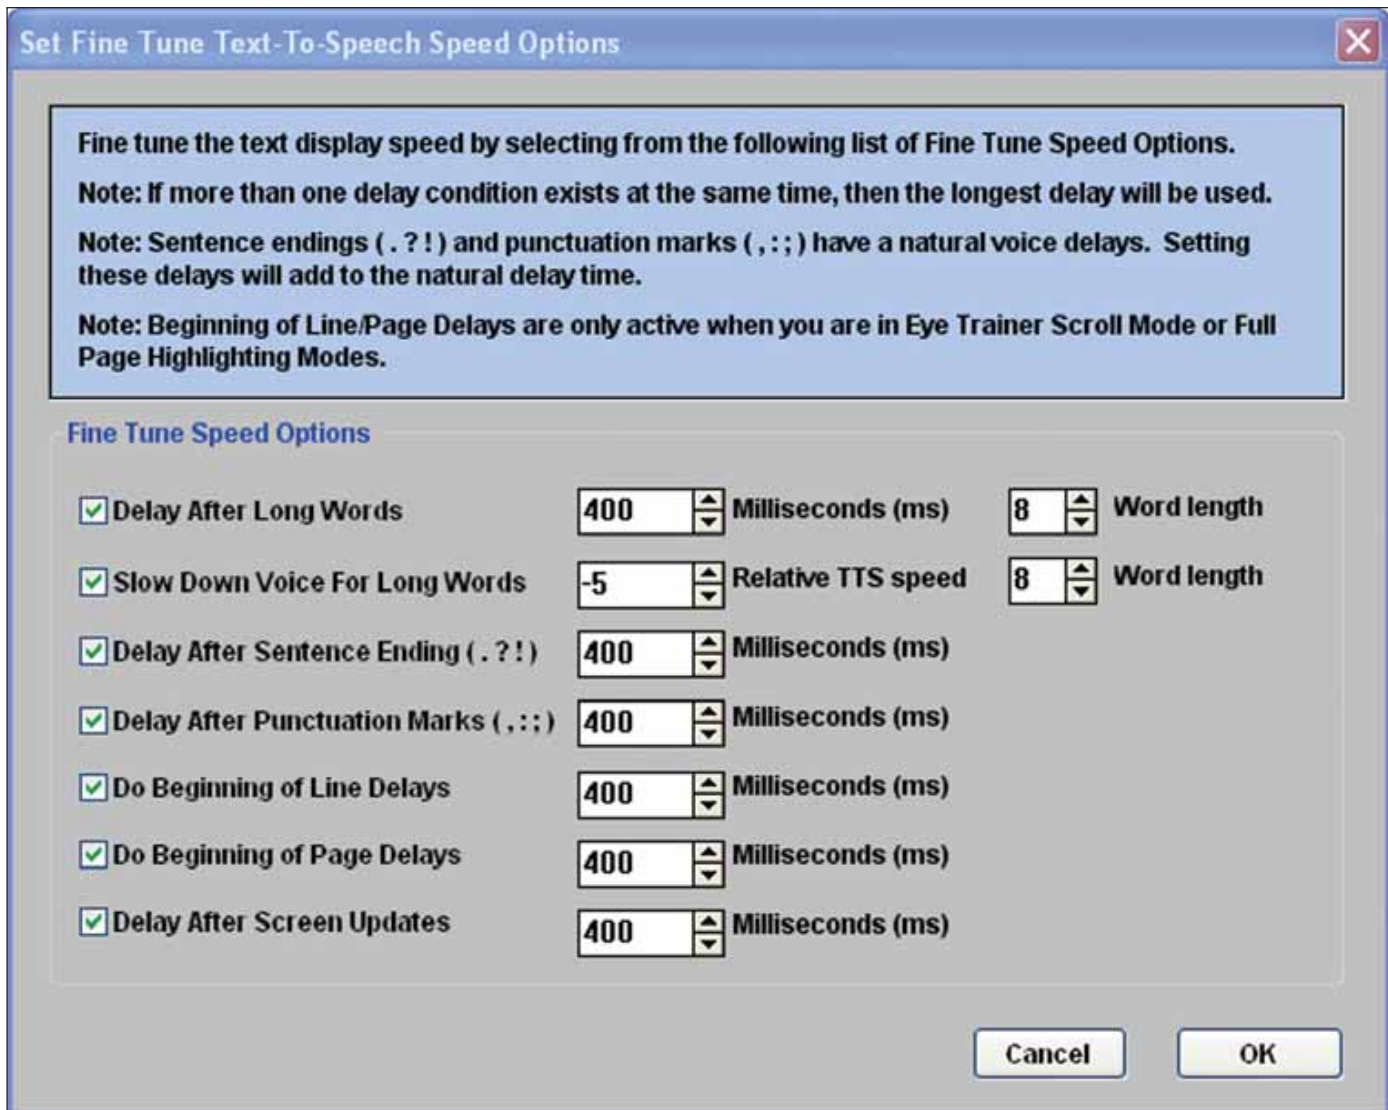 Set Fine Tune Text-To-Speech Speed Options
Fine tune the text display speed by selecting from the following list of Fine Tune Speed Options.
Note: If more than one delay condition exists at the same time, then the longest delay will be used.
Note: Sentence endings ( . ? ! ) and punctuation marks ( , : ; ) have a natural voice delays.  Setting
these delays will add to the natural delay time.
Note: Beginning of Line/Page Delays are only active when you are in Eye Trainer Scroll Mode or Full
Page Highlighting Modes.
Fine Tune Speed Options
Delay After Long Words 400 Milliseconds (ms) 8 Word length
Slow Down Voice For Long Words -5 Relative TTS speed 8 Word length
Delay After Sentence Ending ( . ? ! ) 400 Milliseconds (ms)
Delay After Punctuation Marks ( , : ; ) 400 Milliseconds (ms)
Do Beginning of Line Delays 400 Milliseconds (ms)
Do Beginning of Page Delays 400 Milliseconds (ms)
Delay After Screen Updates 400 Milliseconds (ms)
Cancel OK